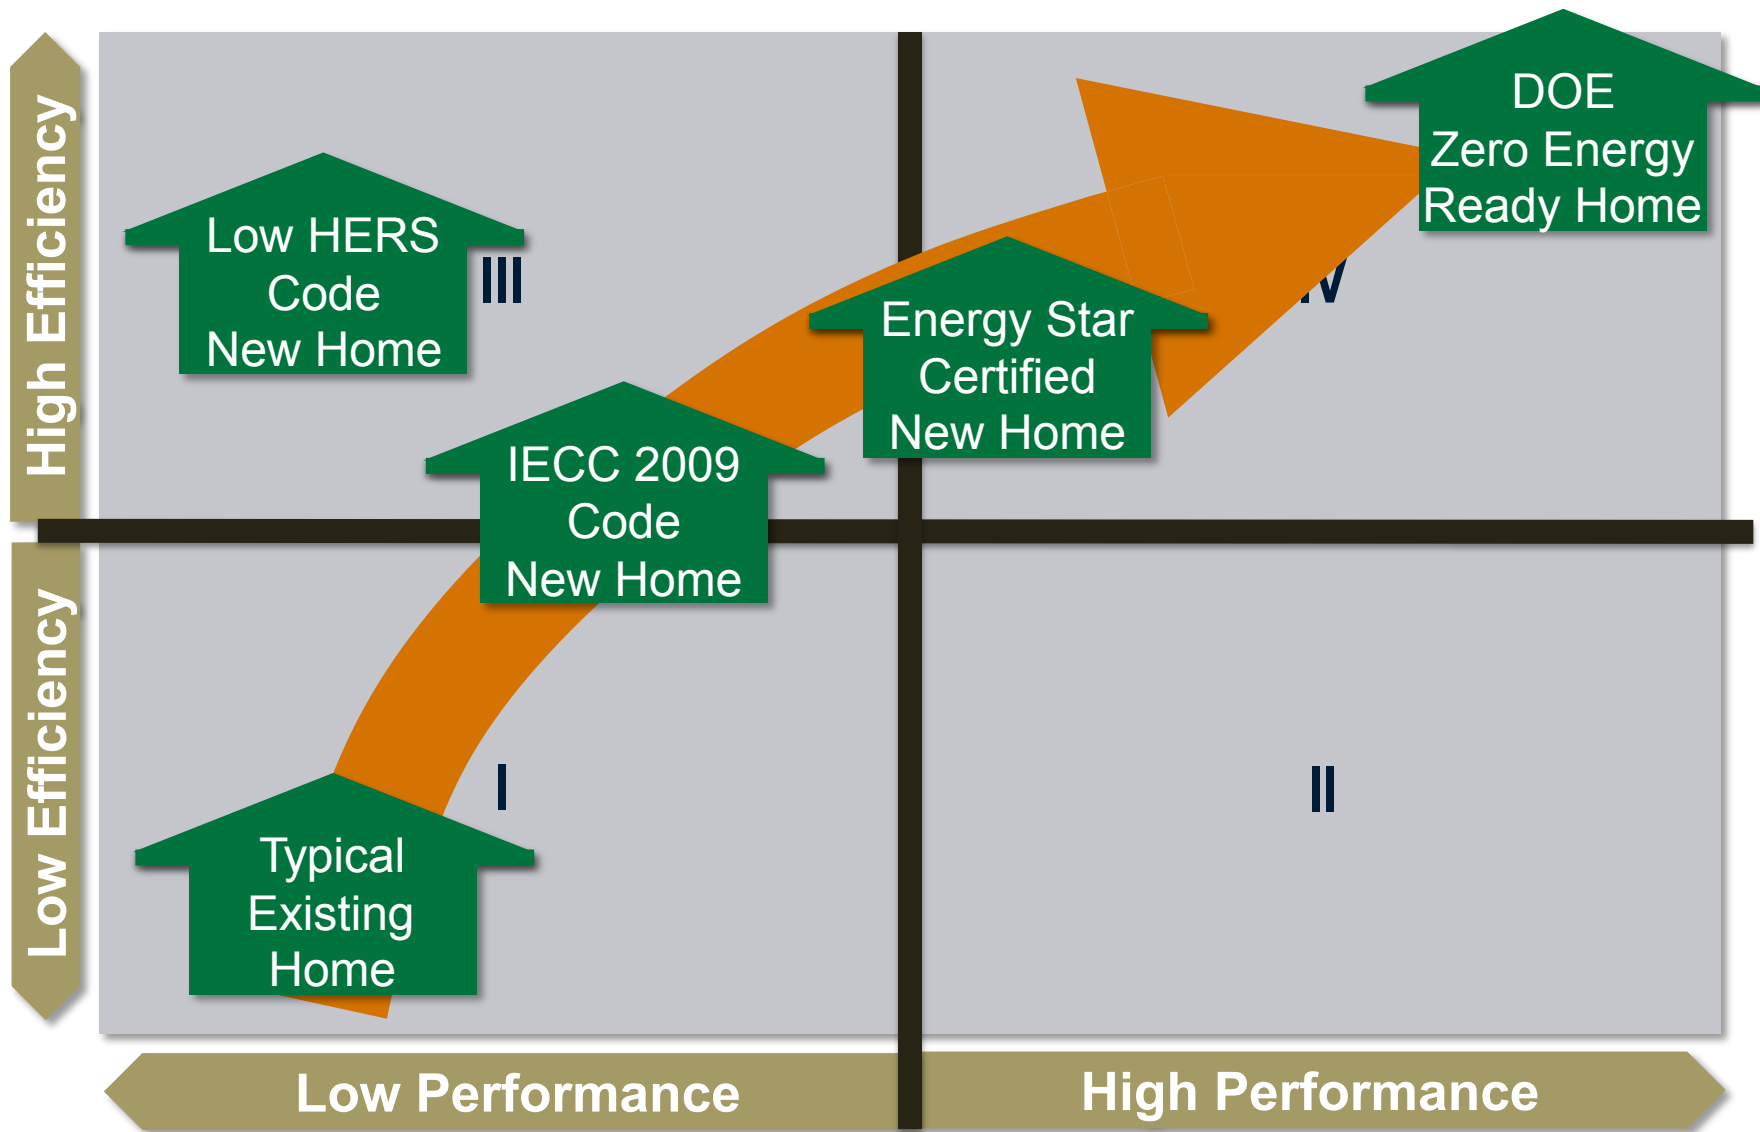 DOE
Zero Energy
Ready Home
Low HERS
Code
New Home
III
IV
Energy Star
Certified
New Home
IECC 2009
Code
New Home
High Efficiency
Low Efficiency
I
II
Typical
Existing
Home
Low Performance
High Performance